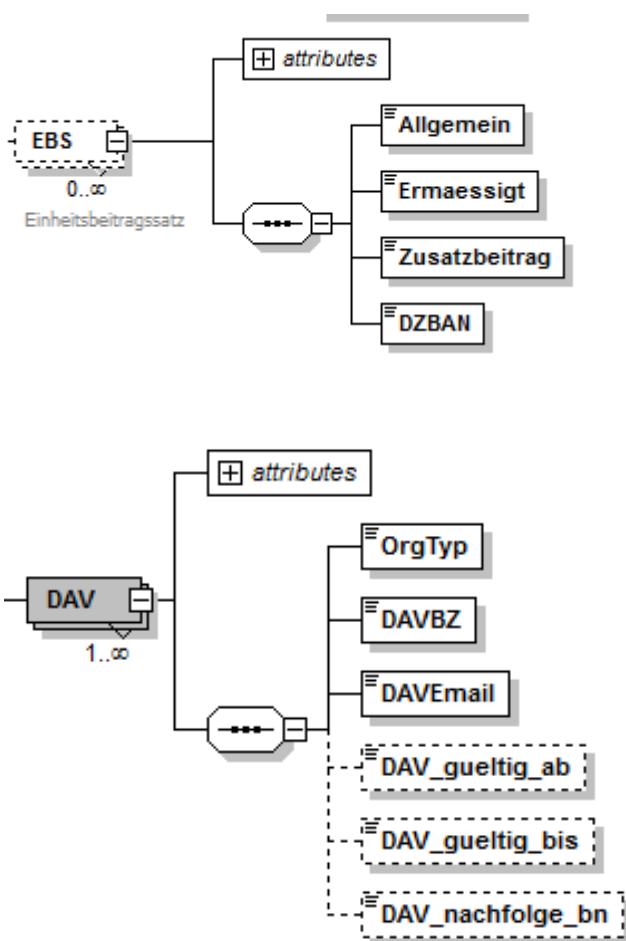 attributes
EBS
0..∞
Einheitsbeitragssatz
Allgemein
Ermaessigt
Zusatzbeitrag
DZBAN
attributes
DAV
1..∞
OrgTyp
DAVBZ
DAVEmail
DAV_gueltig_ab
DAV_gueltig_bis
DAV_nachfolge_bn